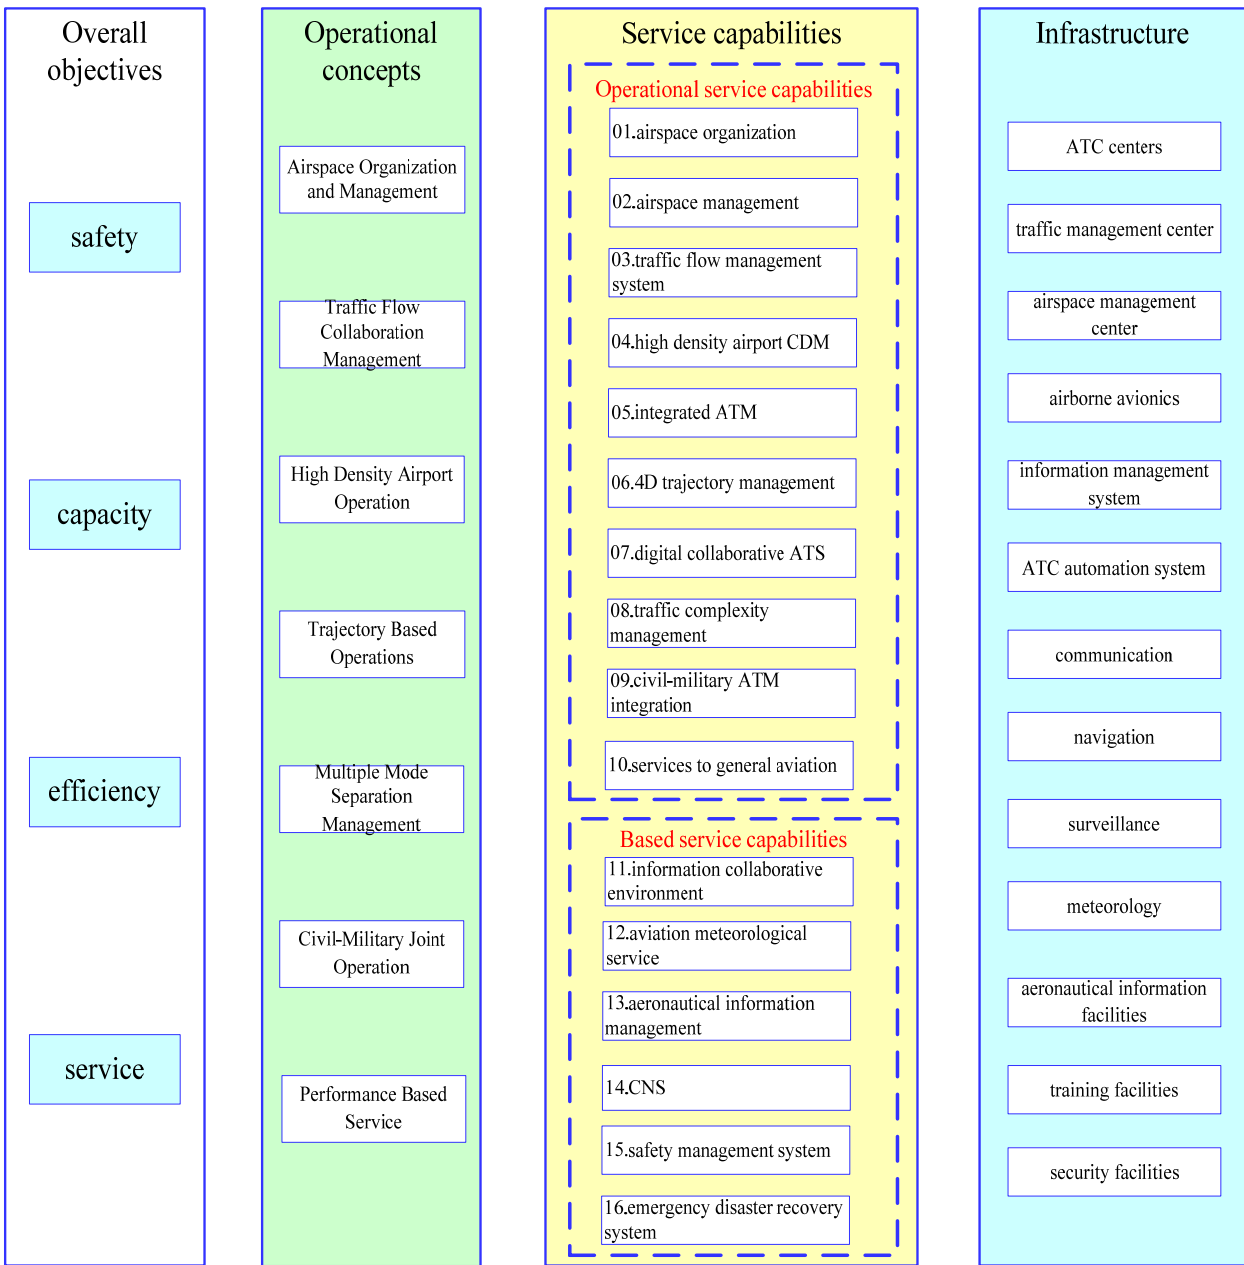 Overall
objectives
safety
capacity
efficiency
service
Operational
concepts
Airspace Organization
and Management
Traffic Flow
Collaboration
Management
High Density Airport
Operation
Trajectory Based
Operations
Multiple Mode
Separation
Management
Civil-Military Joint
Operation
Performance Based
Service
Service capabilities
Operational service capabilities
01.airspace organization
02.airspace management
03.traffic flow management
system
04.high density airport CDM
05.integrated ATM
06.4D trajectory management
07.digital collaborative ATS
08.traffic complexity
management
09.civil-military ATM
integration
10.services to general aviation
Based service capabilities
11.information collaborative
environment
12.aviation meteorological
service
13.aeronautical information
management
14.CNS
15.safety management system
16.emergency disaster recovery
system
Infrastructure
ATC centers
traffic management center
airspace management
center
airborne avionics
information management
system
ATC automation system
communication
navigation
surveillance
meteorology
aeronautical information
facilities
training facilities
security facilities